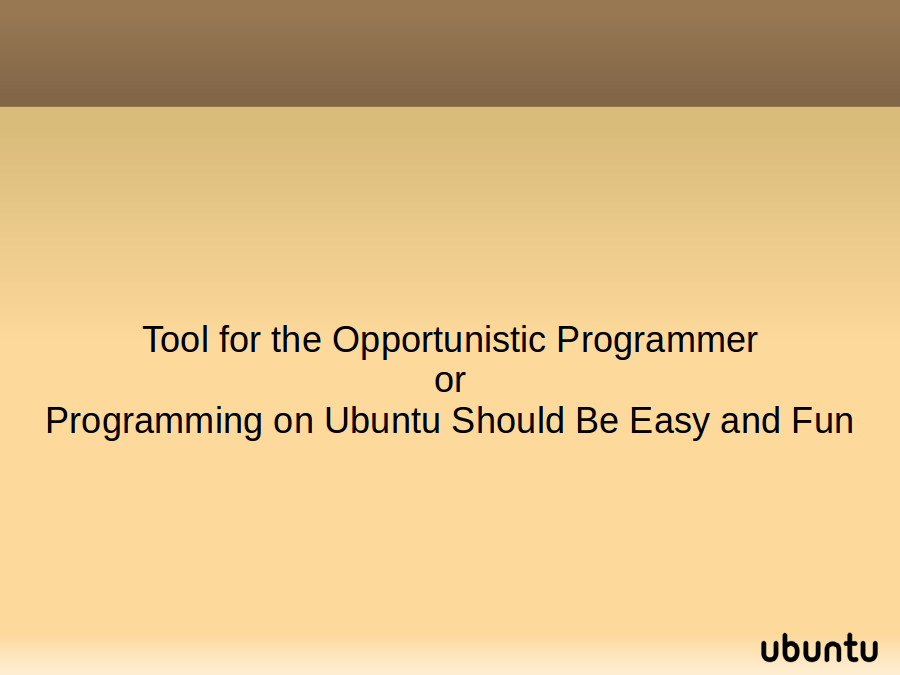 Tool for the Opportunistic Programmer
or
Programming on Ubuntu Should Be Easy and Fun
ubuntu